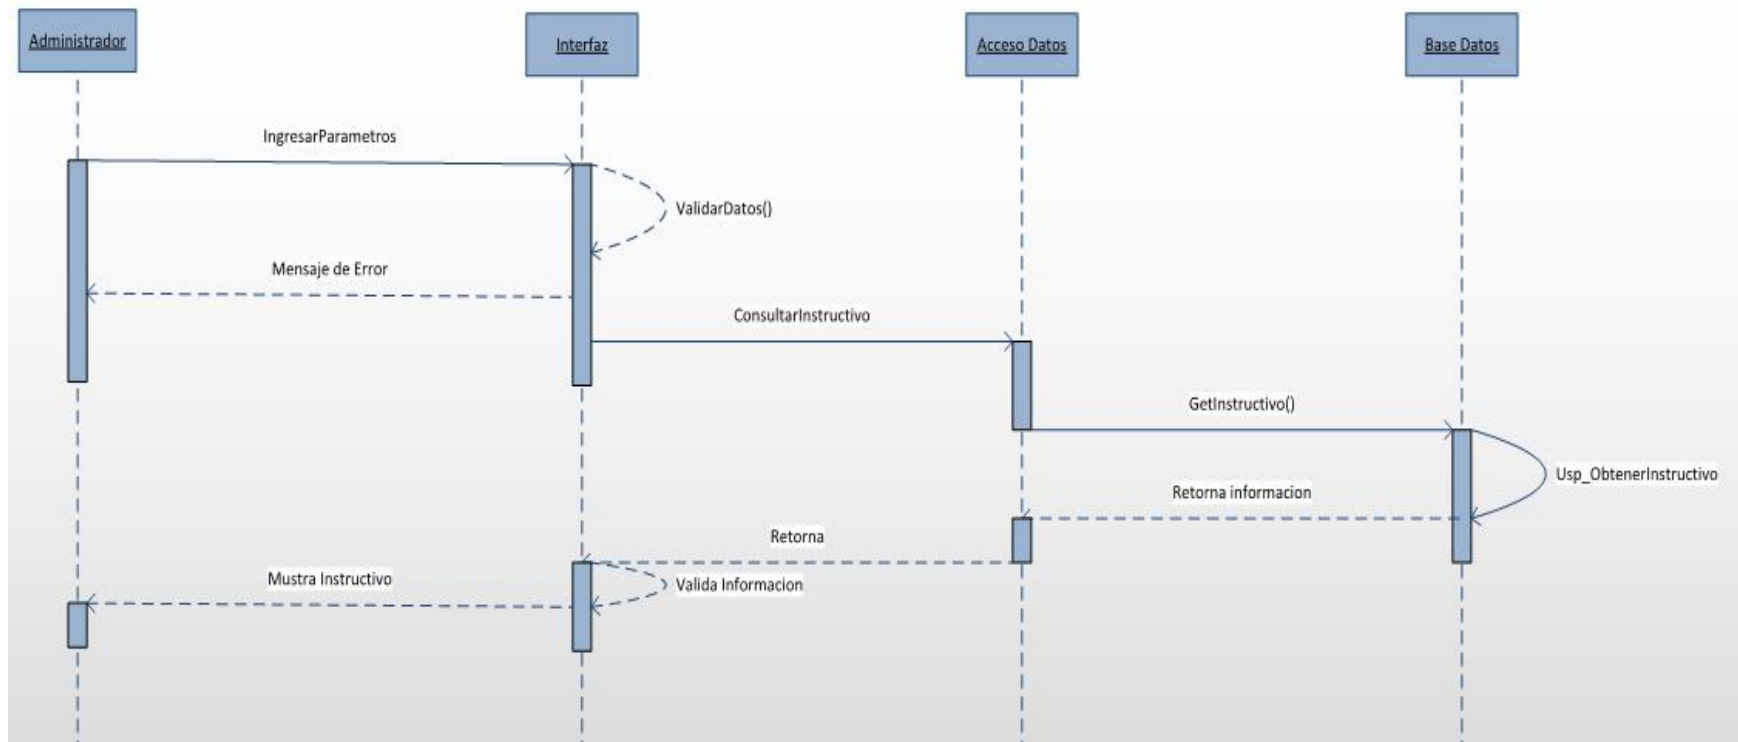 Administrador
Interfaz
Acceso Datos
Base Datos
IngresarParametros
ValidarDatos()
Mensaje de Error
ConsultarInstructivo
GetInstructivo()
Usp_ObtenerInstructivo
Retorna informacion
Retorna
Mustra Instructivo
Valida Informacion